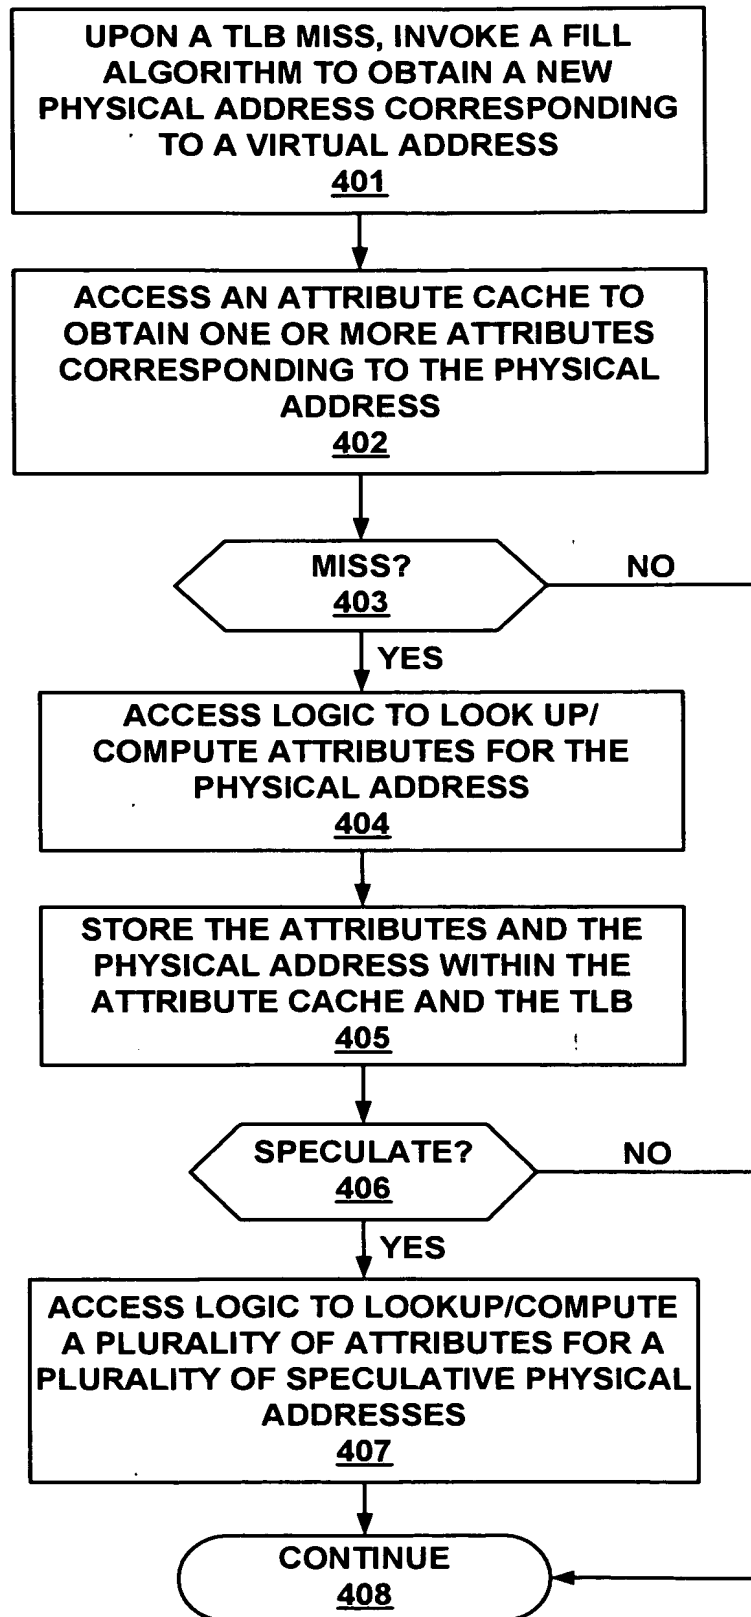 UPON A TLB MISS, INVOKE A FILL
ALGORITHM TO OBTAIN A NEW
PHYSICAL ADDRESS CORRESPONDING
TO A VIRTUAL ADDRESS
401
ACCESS AN ATTRIBUTE CACHE TO
OBTAIN ONE OR MORE ATTRIBUTES
CORRESPONDING TO THE PHYSICAL
ADDRESS
402
MISS?
NO
403
YES
ACCESS LOGIC TO LOOK UP/
COMPUTE ATTRIBUTES FOR THE
PHYSICAL ADDRESS
404
STORE THE ATTRIBUTES AND THE
PHYSICAL ADDRESS WITHIN THE
ATTRIBUTE CACHE AND THE TLB
405
SPECULATE?
NO
406
YES
ACCESS LOGIC TO LOOKUP/COMPUTE
A PLURALITY OF ATTRIBUTES FOR A
PLURALITY OF SPECULATIVE PHYSICAL
ADDRESSES
407
CONTINUE
408